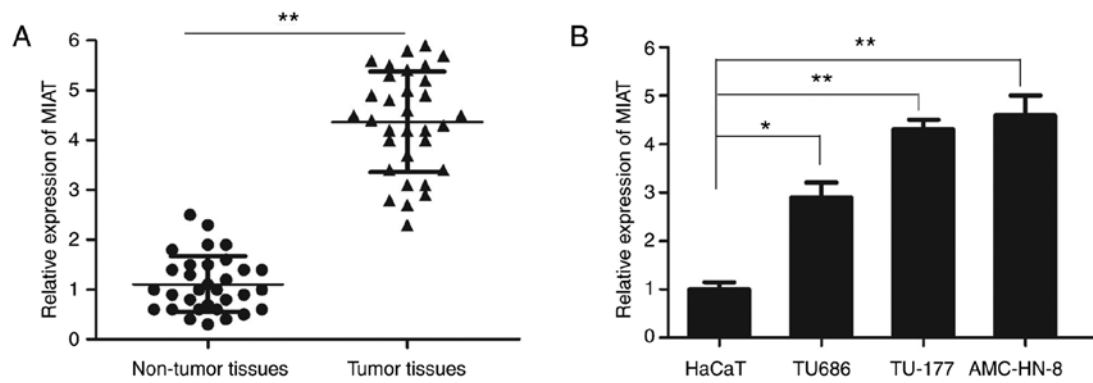 A
**
Relative expression of MIAT
6
5
4
3
2
1
0
Non-tumor tissues
Tumor tissues
B
**
**
*
Relative expression of MIAT
6
5
4
3
2
1
0
HaCaT
TU686
TU-177
AMC-HN-8